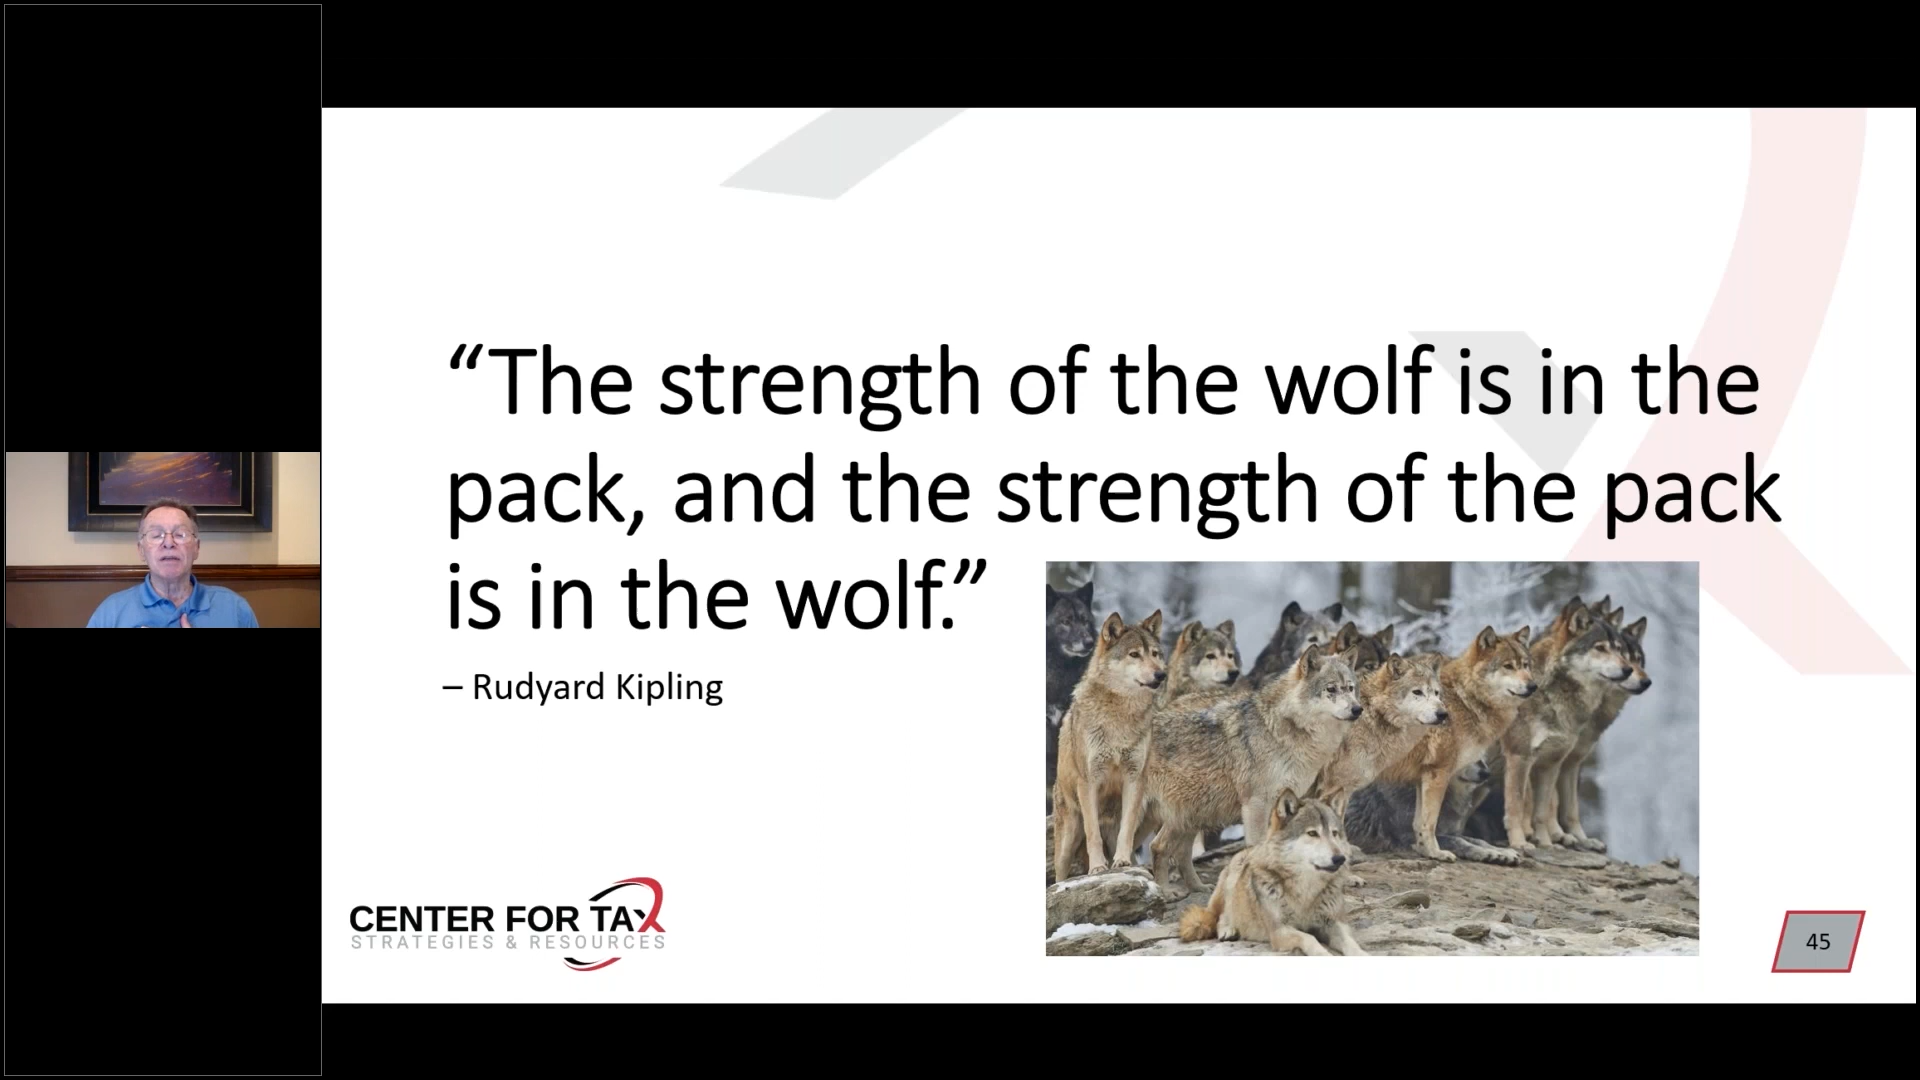 “The strength of the wolf is in the
pack, and the strength of the pack
is in the wolf.”
– Rudyard Kipling
CENTER FOR TAX
STRATEGIES & RESOURCES
45